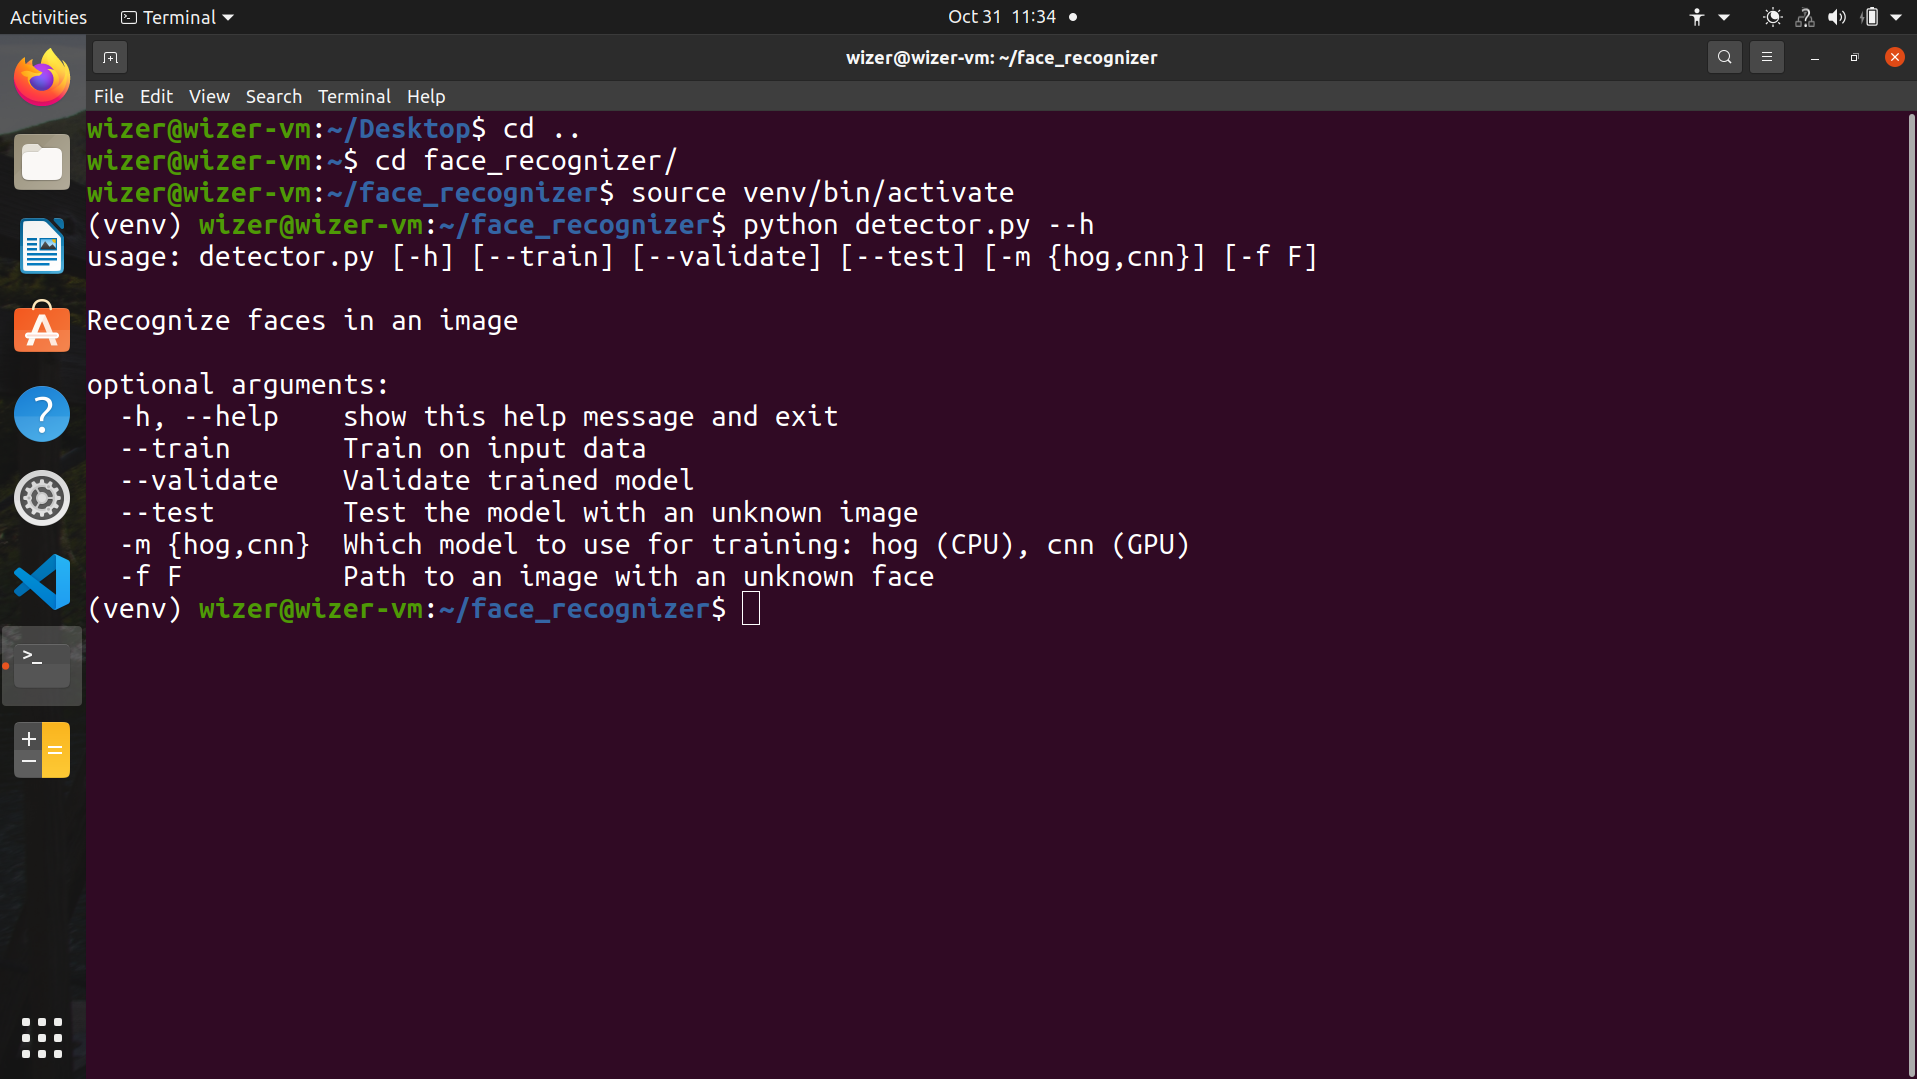 Activities Terminal Oct 31 11:34
wizer@wizer-vm: ~/face_recognizer
File Edit View Search Terminal Help
wizer@wizer-vm:~/Desktop$ cd ..
wizer@wizer-vm:~$ cd face_recognizer/
wizer@wizer-vm:~/face_recognizer$ source venv/bin/activate
(venv) wizer@wizer-vm:~/face_recognizer$ python detector.py --h
usage: detector.py [-h] [--train] [--validate] [--test] [-m {hog,cnn}] [-f F]
Recognize faces in an image
optional arguments:
-h, --help show this help message and exit
--train Train on input data
--validate Validate trained model
--test Test the model with an unknown image
-m {hog,cnn} Which model to use for training: hog (CPU), cnn (GPU)
-f F Path to an image with an unknown face
(venv) wizer@wizer-vm:~/face_recognizer$